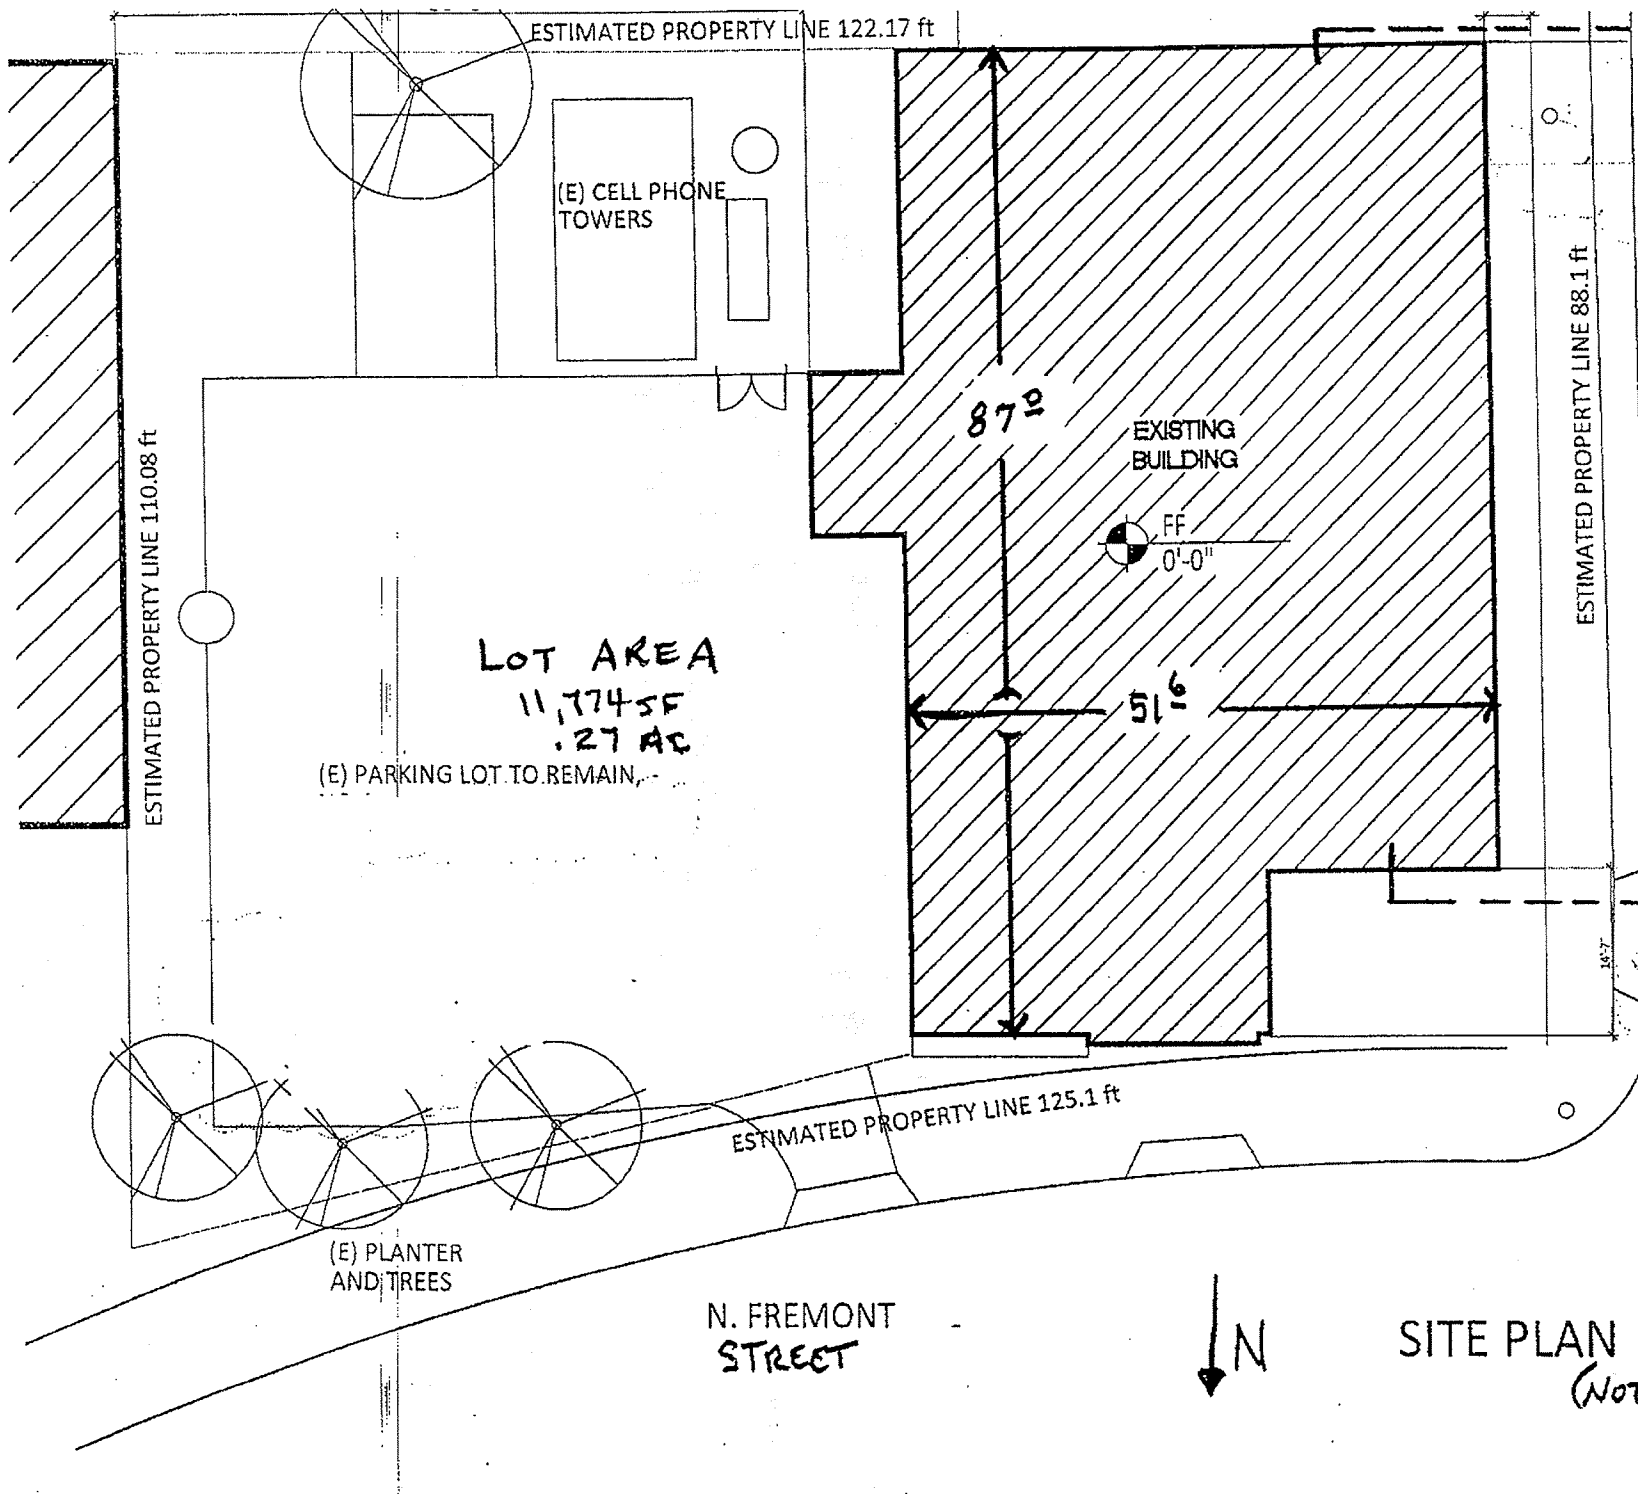 ESTIMATED PROPERTY LINE 122.17 ft
(E) CELL PHONE
TOWERS
ESTIMATED PROPERTY LINE 88.1 ft
87⁰
EXISTING
BUILDING
ESTIMATED PROPERTY LINE 110.08 ft
FF
0'-0"
LOT AREA
11,774 SF
.27 AC
51⁶
(E) PARKING LOT TO REMAIN,
14'-7"
ESTIMATED PROPERTY LINE 125.1 ft
(E) PLANTER
AND TREES
N. FREMONT
STREET
N
SITE PLAN
(NOT